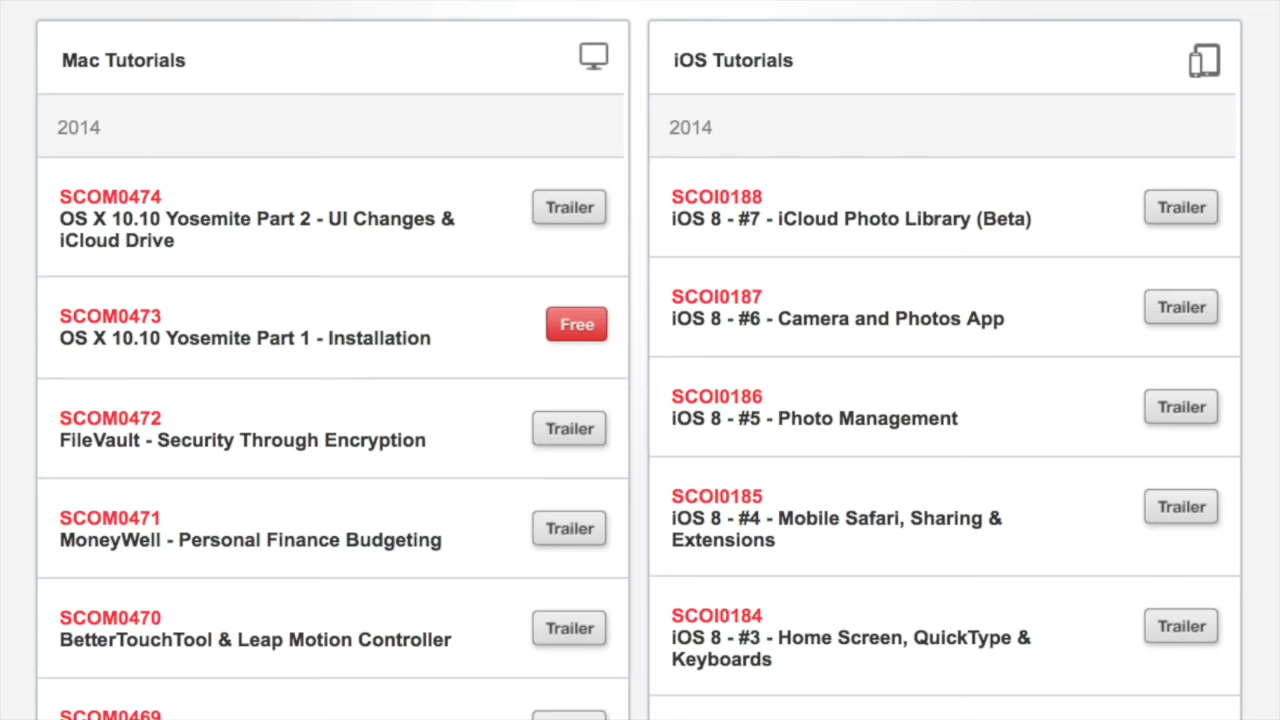 Mac Tutorials
2014
SCOM0474
OS X 10.10 Yosemite Part 2 - UI Changes &
iCloud Drive
Trailer
SCOM0473
OS X 10.10 Yosemite Part 1 - Installation
Free
SCOM0472
FileVault - Security Through Encryption
Trailer
SCOM0471
MoneyWell - Personal Finance Budgeting
Trailer
SCOM0470
BetterTouchTool & Leap Motion Controller
Trailer
SCOM0469
iOS Tutorials
2014
SCOI0188
iOS 8 - #7 - iCloud Photo Library (Beta)
Trailer
SCOI0187
iOS 8 - #6 - Camera and Photos App
Trailer
SCOI0186
iOS 8 - #5 - Photo Management
Trailer
SCOI0185
iOS 8 - #4 - Mobile Safari, Sharing &
Extensions
Trailer
SCOI0184
iOS 8 - #3 - Home Screen, QuickType &
Keyboards
Trailer